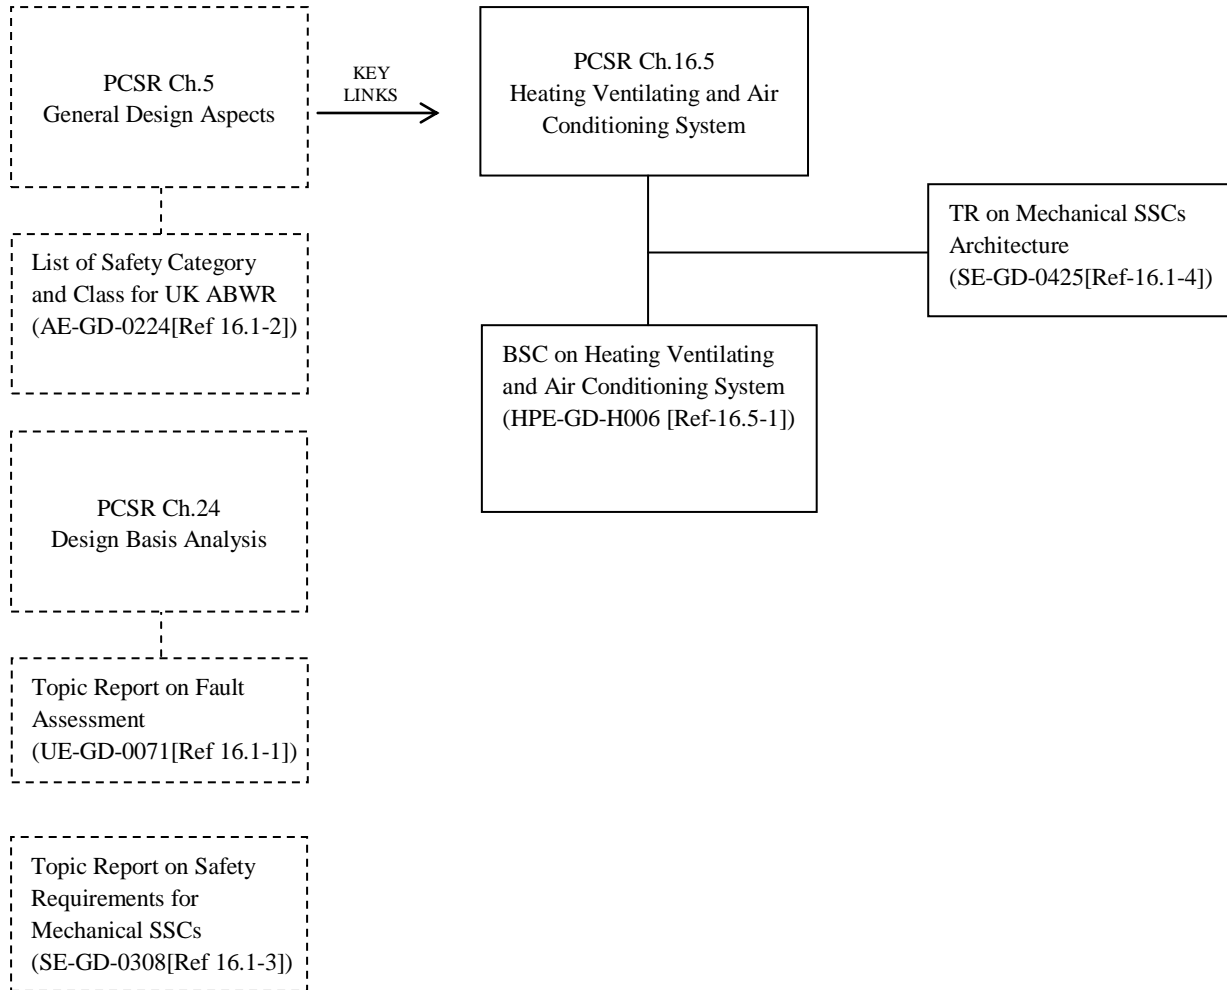 PCSR Ch.5
General Design Aspects
KEY
LINKS
PCSR Ch.16.5
Heating Ventilating and Air
Conditioning System
TR on Mechanical SSCs
Architecture
(SE-GD-0425[Ref-16.1-4])
List of Safety Category
and Class for UK ABWR
(AE-GD-0224[Ref 16.1-2])
BSC on Heating Ventilating
and Air Conditioning System
(HPE-GD-H006 [Ref-16.5-1])
PCSR Ch.24
Design Basis Analysis
Topic Report on Fault
Assessment
(UE-GD-0071[Ref 16.1-1])
Topic Report on Safety
Requirements for
Mechanical SSCs
(SE-GD-0308[Ref 16.1-3])